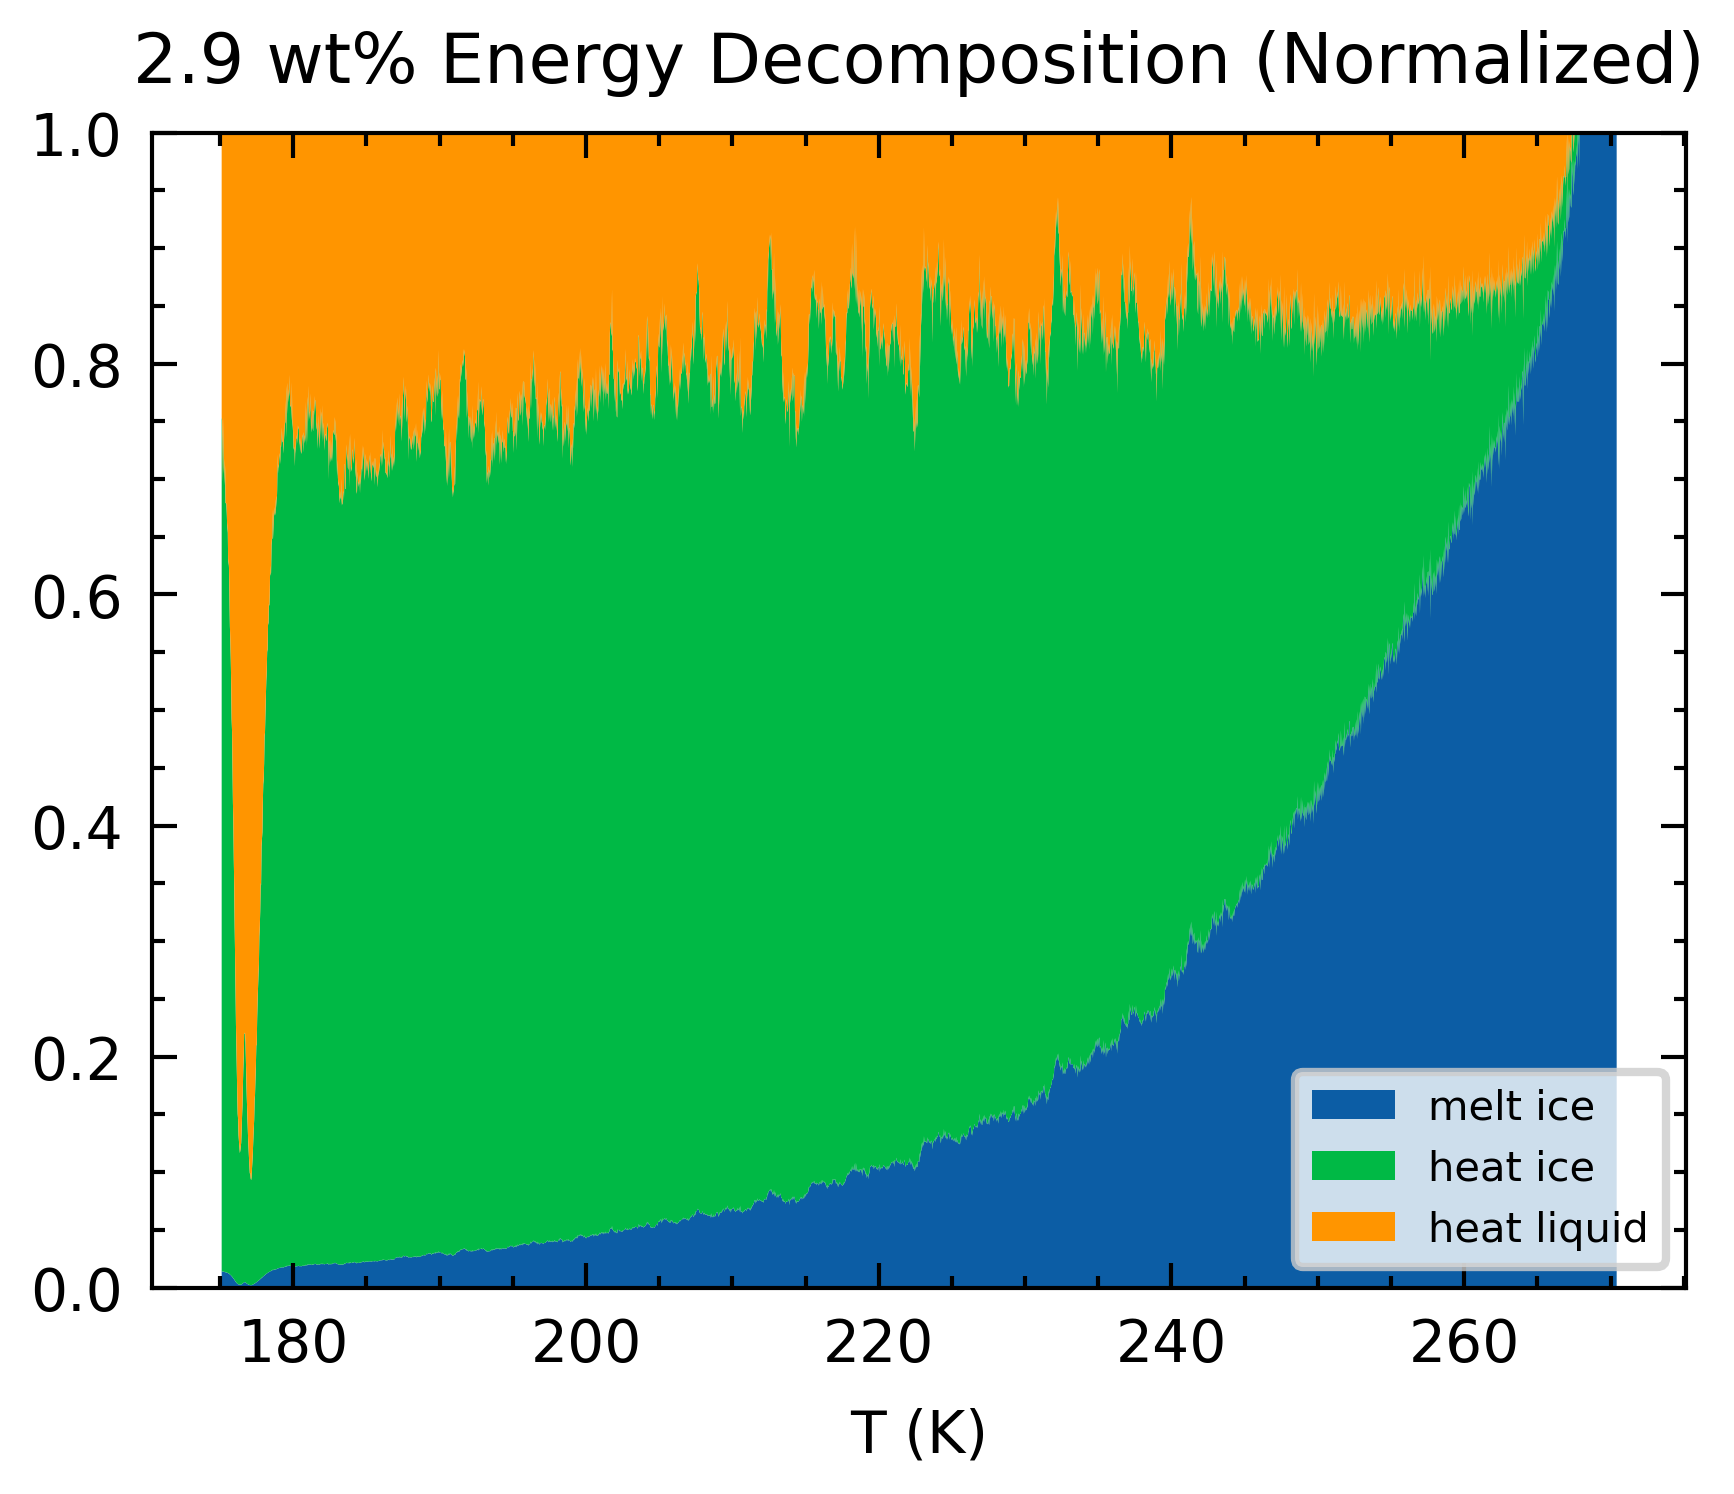 2.9 wt% Energy Decomposition (Normalized)
1.0
0.8
0.6
0.4
0.2
0.0
melt ice
heat ice
heat liquid
180 200 220 240 260
T (K)